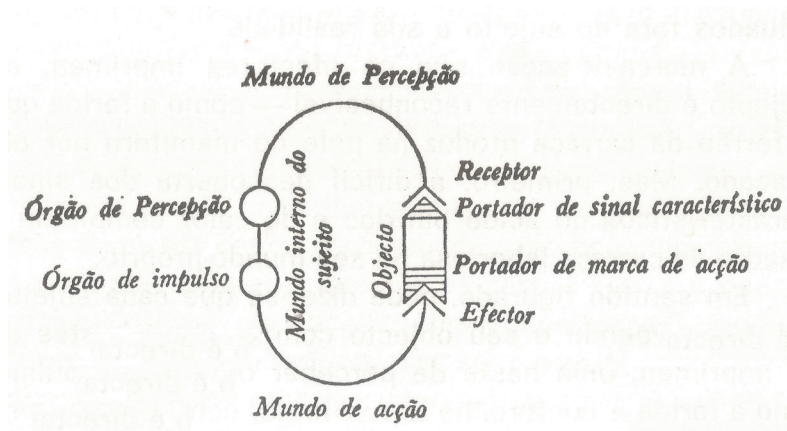 Mundo de Percepção
Receptor
Órgão de Percepção
Portador de sinal característico
Mundo interno do
sujeito
Objecto
Órgão de impulso
Portador de marca de acção
Efector
Mundo de acção